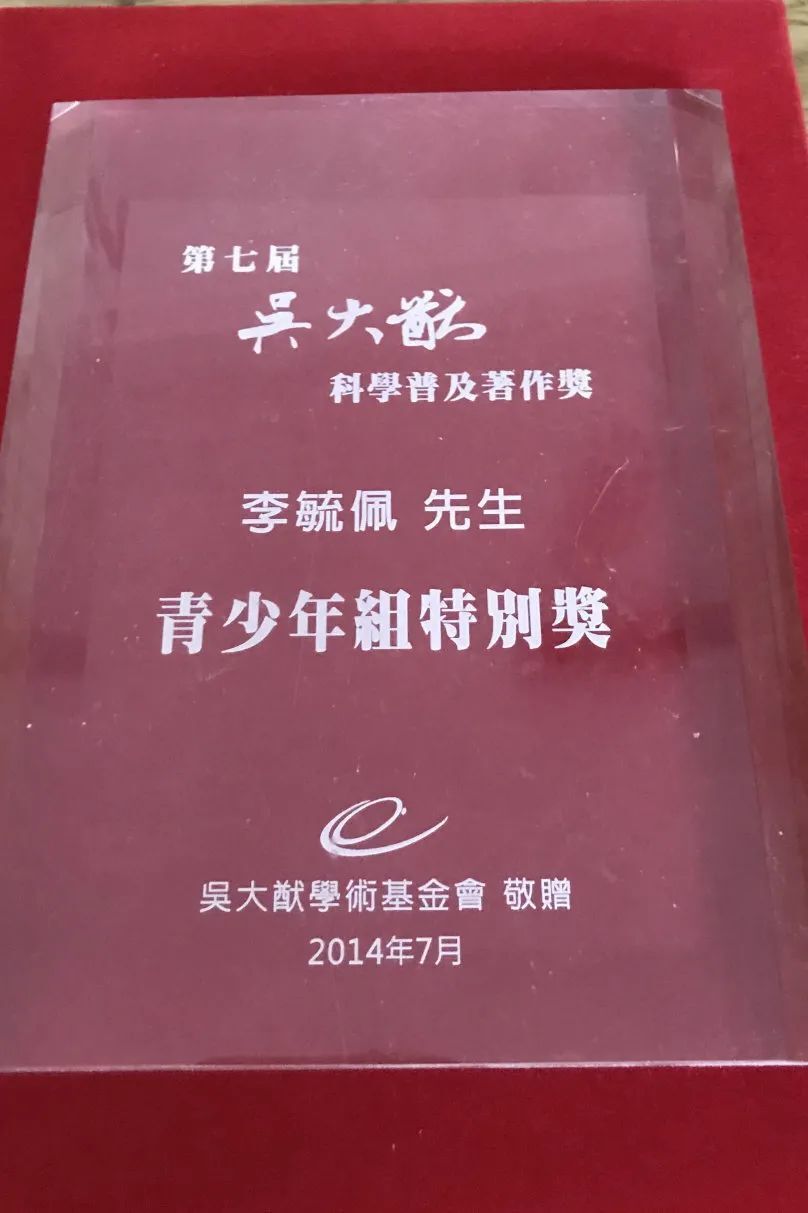 第七屆
吳大猷
科學普及著作獎
李毓佩 先生
青少年組特別獎
吳大猷學術基金會 敬贈
2014年7月